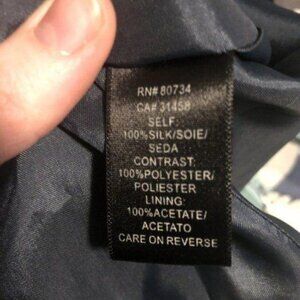 RN# 80734
CA# 31458
SELF:
100%SILK/SOIE/
SEDA
CONTRAST:
100%POLYESTER/
POLIESTER
LINING:
100%ACETATE/
ACETATO
CARE ON REVERSE